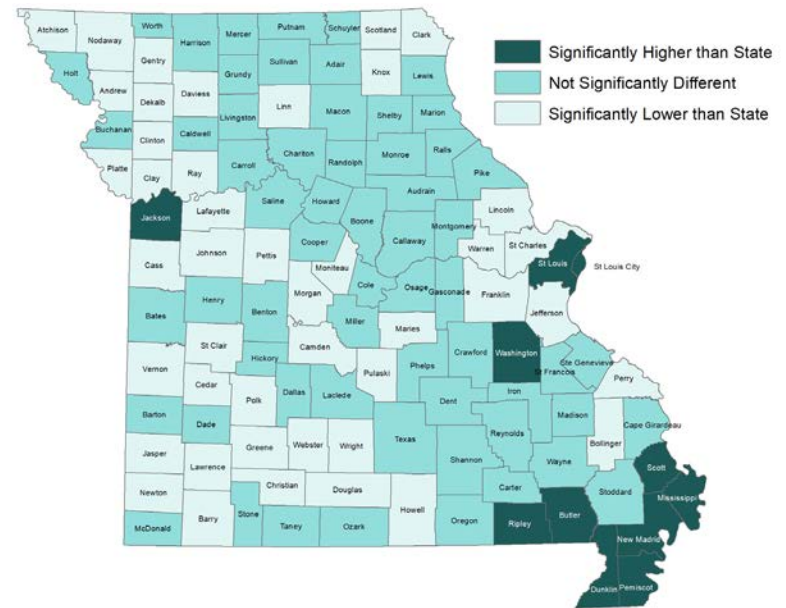 Atchison
Nodaway
Worth
Harrison
Mercer
Putnam
Schuyler
Scotland
Clark
Significantly Higher than State
Not Significantly Different
Significantly Lower than State
Holt
Andrew
Gentry
Dekalb
Daviess
Grundy
Sullivan
Adair
Knox
Lewis
Linn
Macon
Shelby
Marion
Buchanan
Clinton
Caldwell
Livingston
Platte
Clay
Ray
Carroll
Chariton
Randolph
Monroe
Ralls
Pike
Audrain
Jackson
Lafayette
Saline
Howard
Boone
Callaway
Montgomery
Lincoln
Warren
St Charles
St Louis
St Louis City
Cass
Johnson
Pettis
Cooper
Moniteau
Cole
Osage
Gasconade
Franklin
Jefferson
Bates
Henry
Benton
Morgan
Miller
Maries
St Clair
Hickory
Camden
Pulaski
Phelps
Crawford
Washington
St Francois
Ste Genevieve
Perry
Vernon
Cedar
Polk
Dallas
Laclede
Dent
Iron
Madison
Bollinger
Cape Girardeau
Barton
Dade
Texas
Reynolds
Wayne
Jasper
Lawrence
Greene
Webster
Wright
Shannon
Carter
Stoddard
Scott
Mississippi
Newton
Christian
Douglas
Howell
McDonald
Barry
Stone
Taney
Ozark
Oregon
Ripley
Butler
New Madrid
Dunklin
Pemiscot